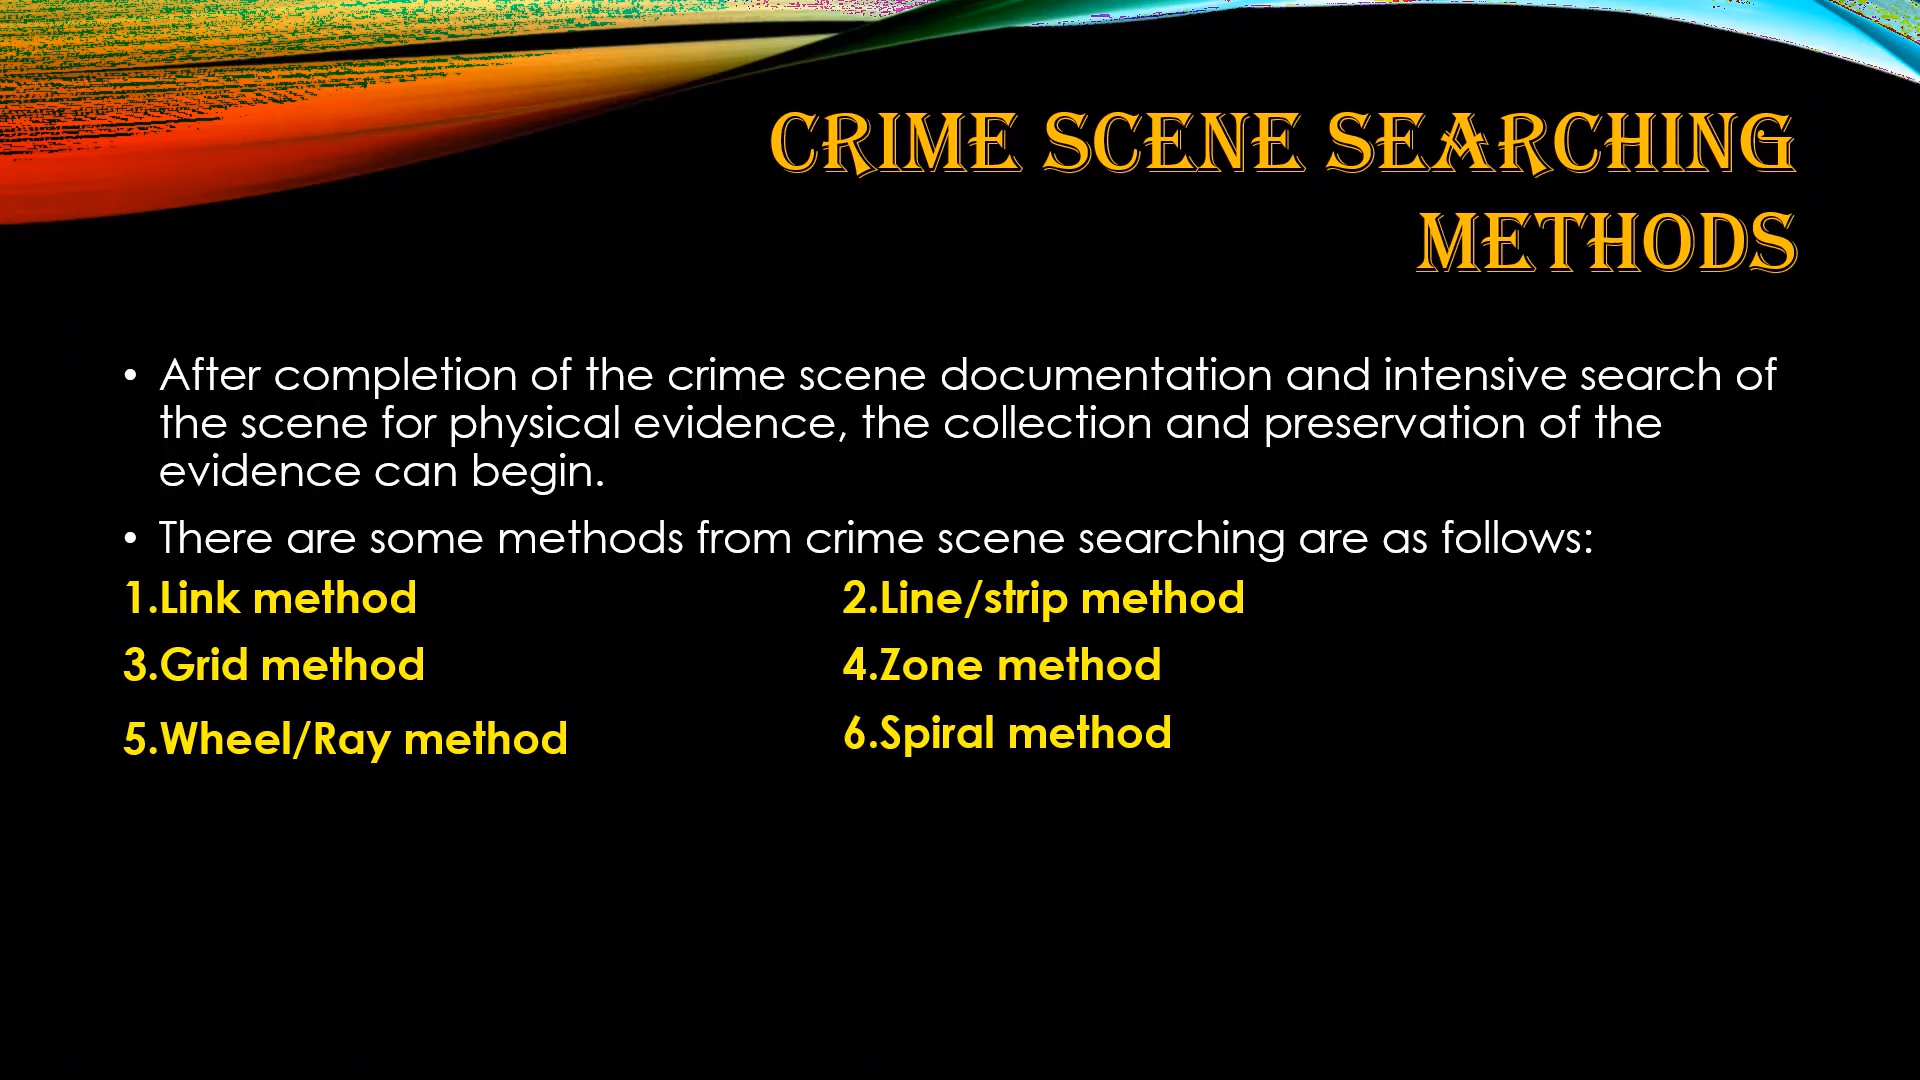 CRIME SCENE SEARCHING
METHODS
• After completion of the crime scene documentation and intensive search of
the scene for physical evidence, the collection and preservation of the
evidence can begin.
• There are some methods from crime scene searching are as follows:
1.Link method 2.Line/strip method
3.Grid method 4.Zone method
5.Wheel/Ray method 6.Spiral method